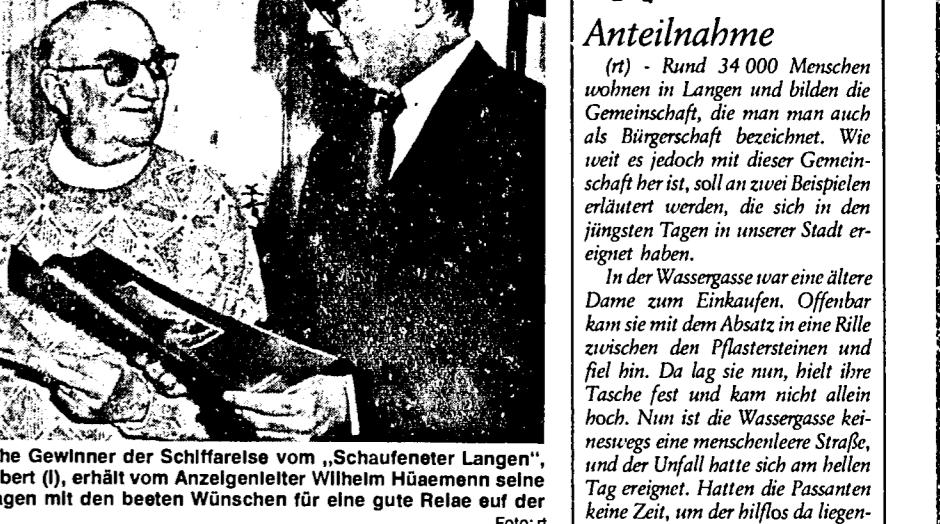 he Gewinner der Schiffareise vom „Schaufeneter Langen“,
bert (l), erhält vom Anzeigenleiter Wilhelm Hüaemenn seine
agen mit den beeten Wünschen für eine gute Relae euf der
Foto: rt
Anteilnahme
(rt) - Rund 34 000 Menschen
wohnen in Langen und bilden die
Gemeinschaft, die man man auch
als Bürgerschaft bezeichnet. Wie
weit es jedoch mit dieser Gemein-
schaft her ist, soll an zwei Beispielen
erläutert werden, die sich in den
jüngsten Tagen in unserer Stadt er-
eignet haben.
In der Wassergasse war eine ältere
Dame zum Einkaufen. Offenbar
kam sie mit dem Absatz in eine Rille
zwischen den Pflastersteinen und
fiel hin. Da lag sie nun, hielt ihre
Tasche fest und kam nicht allein
hoch. Nun ist die Wassergasse kei-
neswegs eine menschenleere Straße,
und der Unfall hatte sich am hellen
Tag ereignet. Hatten die Passanten
keine Zeit, um der hilflos da liegen-